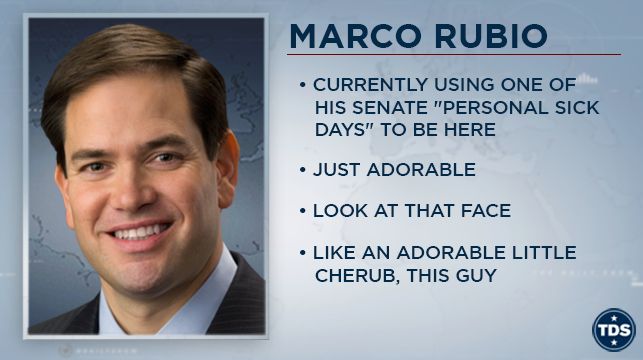 MARCO RUBIO
• CURRENTLY USING ONE OF
HIS SENATE "PERSONAL SICK
DAYS" TO BE HERE
• JUST ADORABLE
• LOOK AT THAT FACE
• LIKE AN ADORABLE LITTLE
CHERUB, THIS GUY
TDS